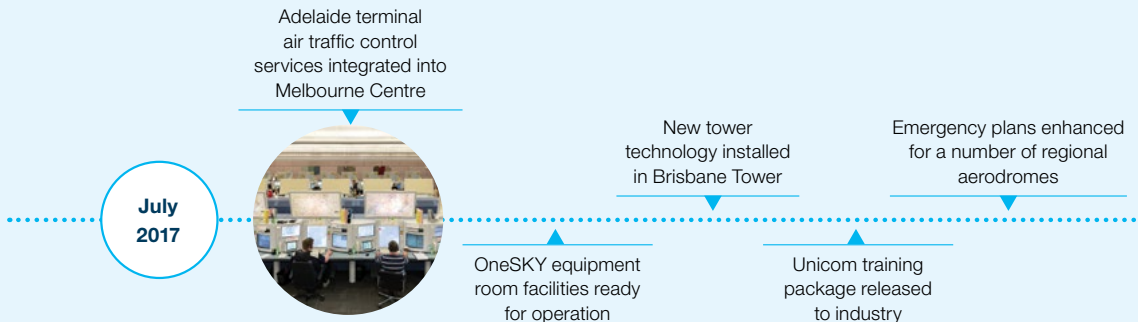 Adelaide terminal
air traffic control
services integrated into
Melbourne Centre
July
2017
OneSKY equipment
room facilities ready
for operation
New tower
technology installed
in Brisbane Tower
Unicom training
package released
to industry
Emergency plans enhanced
for a number of regional
aerodromes